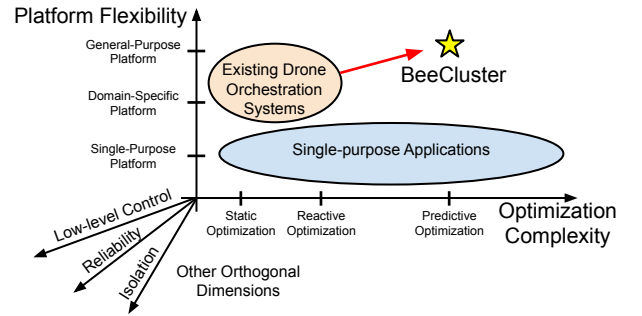 Platform Flexibility
General-Purpose
Platform
Existing Drone
Orchestration
Systems
BeeCluster
Domain-Specific
Platform
Single-Purpose
Platform
Single-purpose Applications
Low-level Control
Reliability
Isolation
Static
Optimization
Reactive
Optimization
Predictive
Optimization
Optimization
Complexity
Other Orthogonal
Dimensions